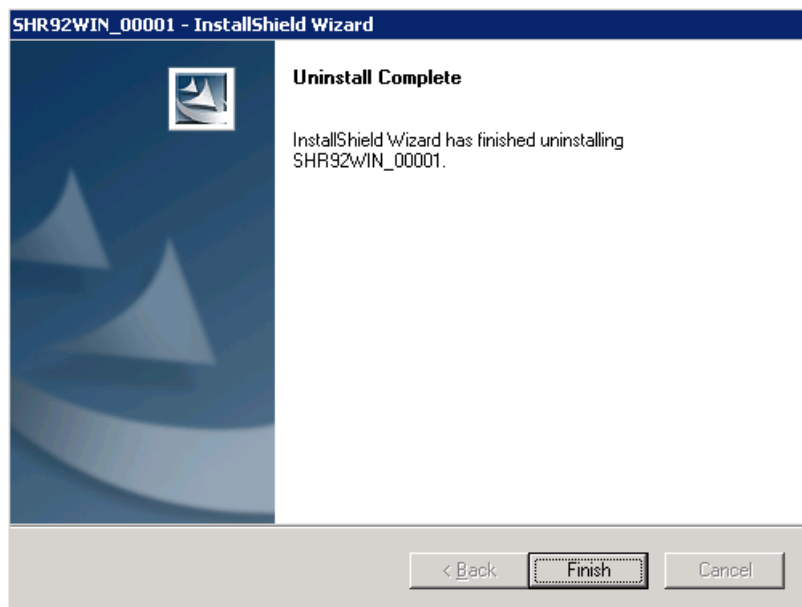 SHR92WIN_00001 - InstallShield Wizard
Uninstall Complete
InstallShield Wizard has finished uninstalling
SHR92WIN_00001.
< Back
Finish
Cancel